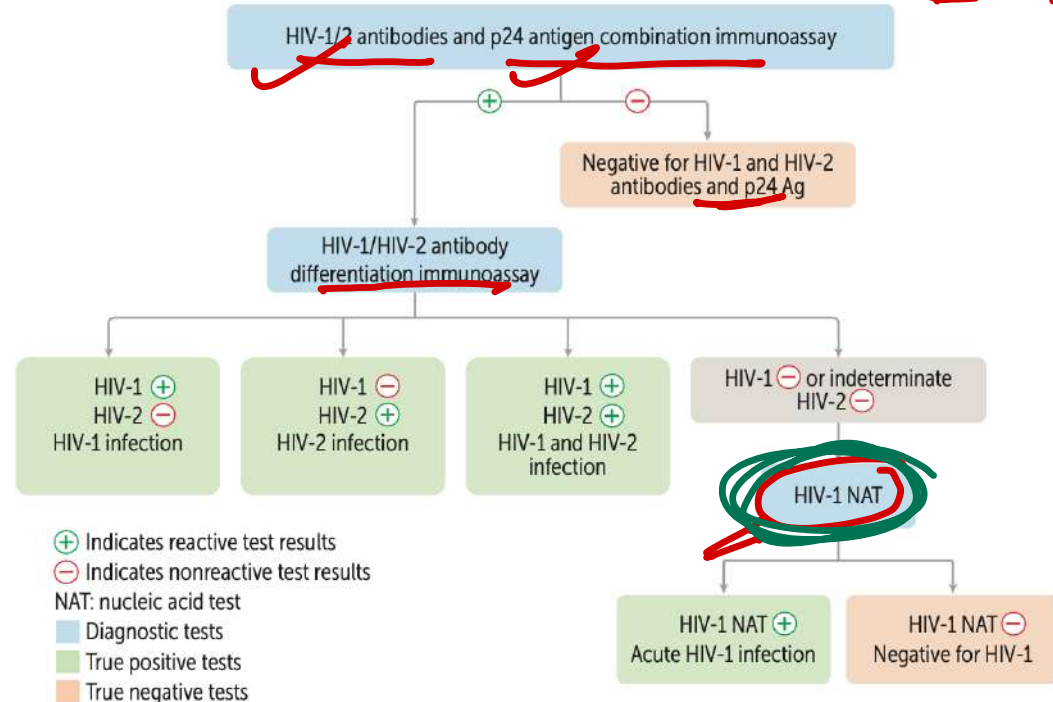 HIV-1/2 antibodies and p24 antigen combination immunoassay
Negative for HIV-1 and HIV-2
antibodies and p24 Ag
HIV-1/HIV-2 antibody
differentiation immunoassay
HIV-1 ⊕
HIV-2 ⊖
HIV-1 infection
HIV-1 ⊖
HIV-2 ⊕
HIV-2 infection
HIV-1 ⊕
HIV-2 ⊕
HIV-1 and HIV-2
infection
HIV-1 ⊖ or indeterminate
HIV-2 ⊖
HIV-1 NAT
⊕ Indicates reactive test results
⊖ Indicates nonreactive test results
NAT: nucleic acid test
Diagnostic tests
True positive tests
True negative tests
HIV-1 NAT ⊕
Acute HIV-1 infection
HIV-1 NAT ⊖
Negative for HIV-1